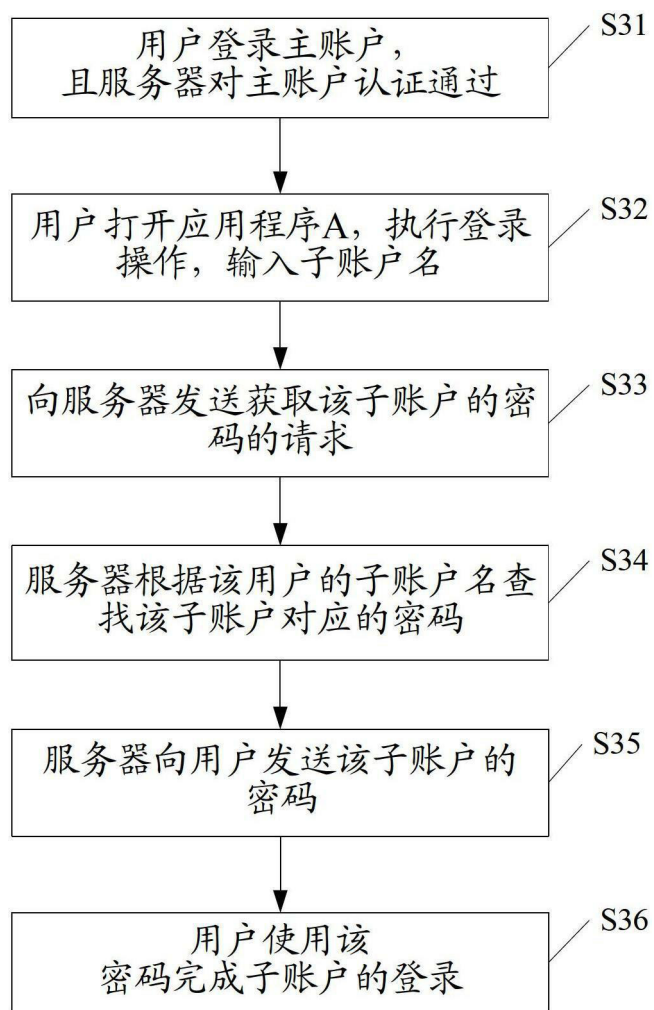 用户登录主账户，
且服务器对主账户认证通过
S31
用户打开应用程序A，执行登录
操作，输入子账户名
S32
向服务器发送获取该子账户的密
码的请求
S33
服务器根据该用户的子账户名查
找该子账户对应的密码
S34
服务器向用户发送该子账户的
密码
S35
用户使用该
密码完成子账户的登录
S36